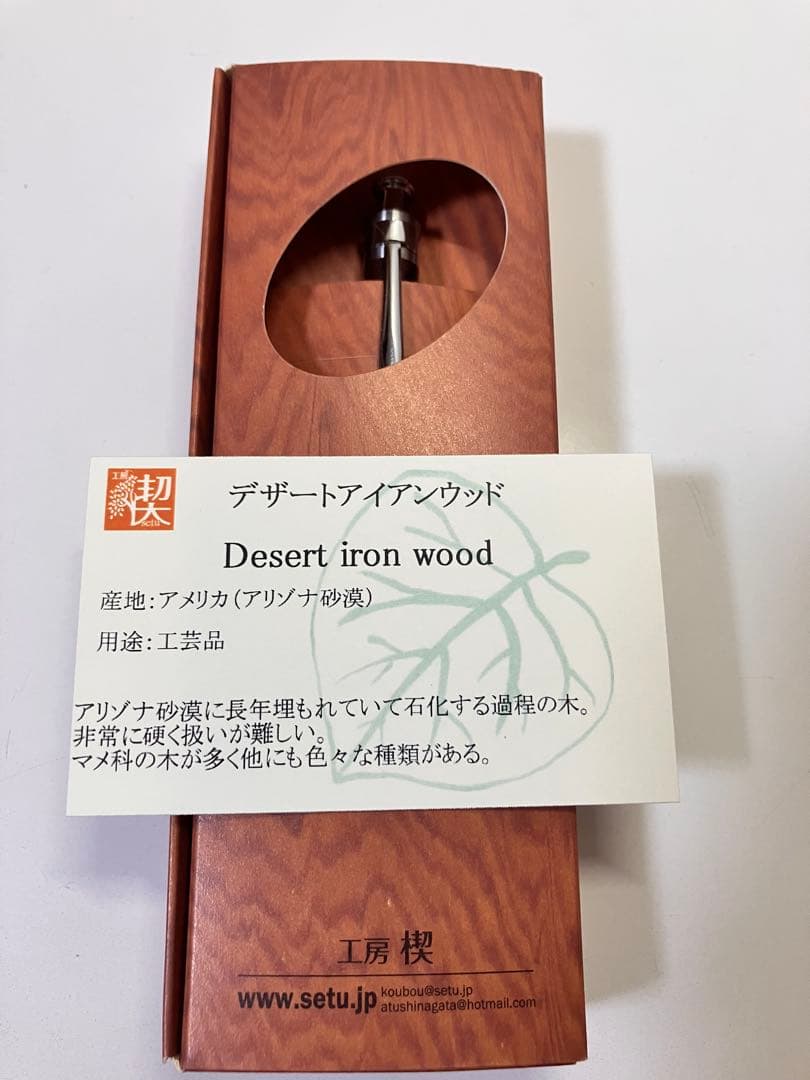 工房
楔
setu
デザートアイアンウッド
Desert iron wood
産地：アメリカ（アリゾナ砂漠）
用途：工芸品
アリゾナ砂漠に長年埋もれていて石化する過程の木。
非常に硬く扱いが難しい。
マメ科の木が多く他にも色々な種類がある。
工房 楔
www.setu.jp
koubou@setu.jp
atushinagata@hotmail.com